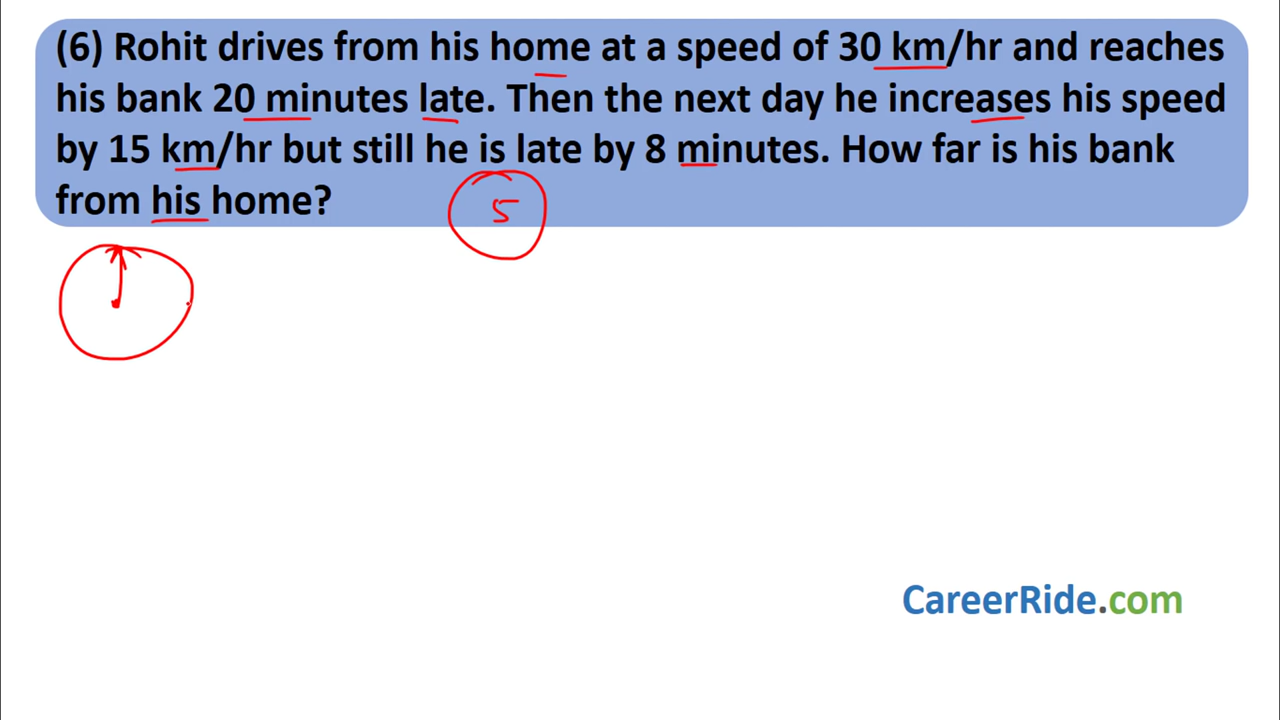 (6) Rohit drives from his home at a speed of 30 km/hr and reaches
his bank 20 minutes late. Then the next day he increases his speed
by 15 km/hr but still he is late by 8 minutes. How far is his bank
from his home?
5
CareerRide.com